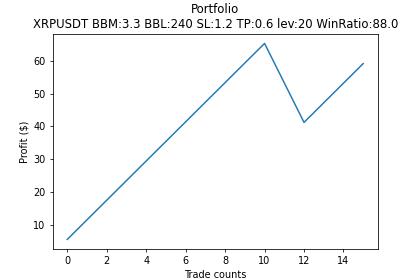 Portfolio
XRPUSDT BBM:3.3 BBL:240 SL:1.2 TP:0.6 lev:20 WinRatio:88.0
60
50
40
30
20
10
Profit ($)
0 2 4 6 8 10 12 14
Trade counts